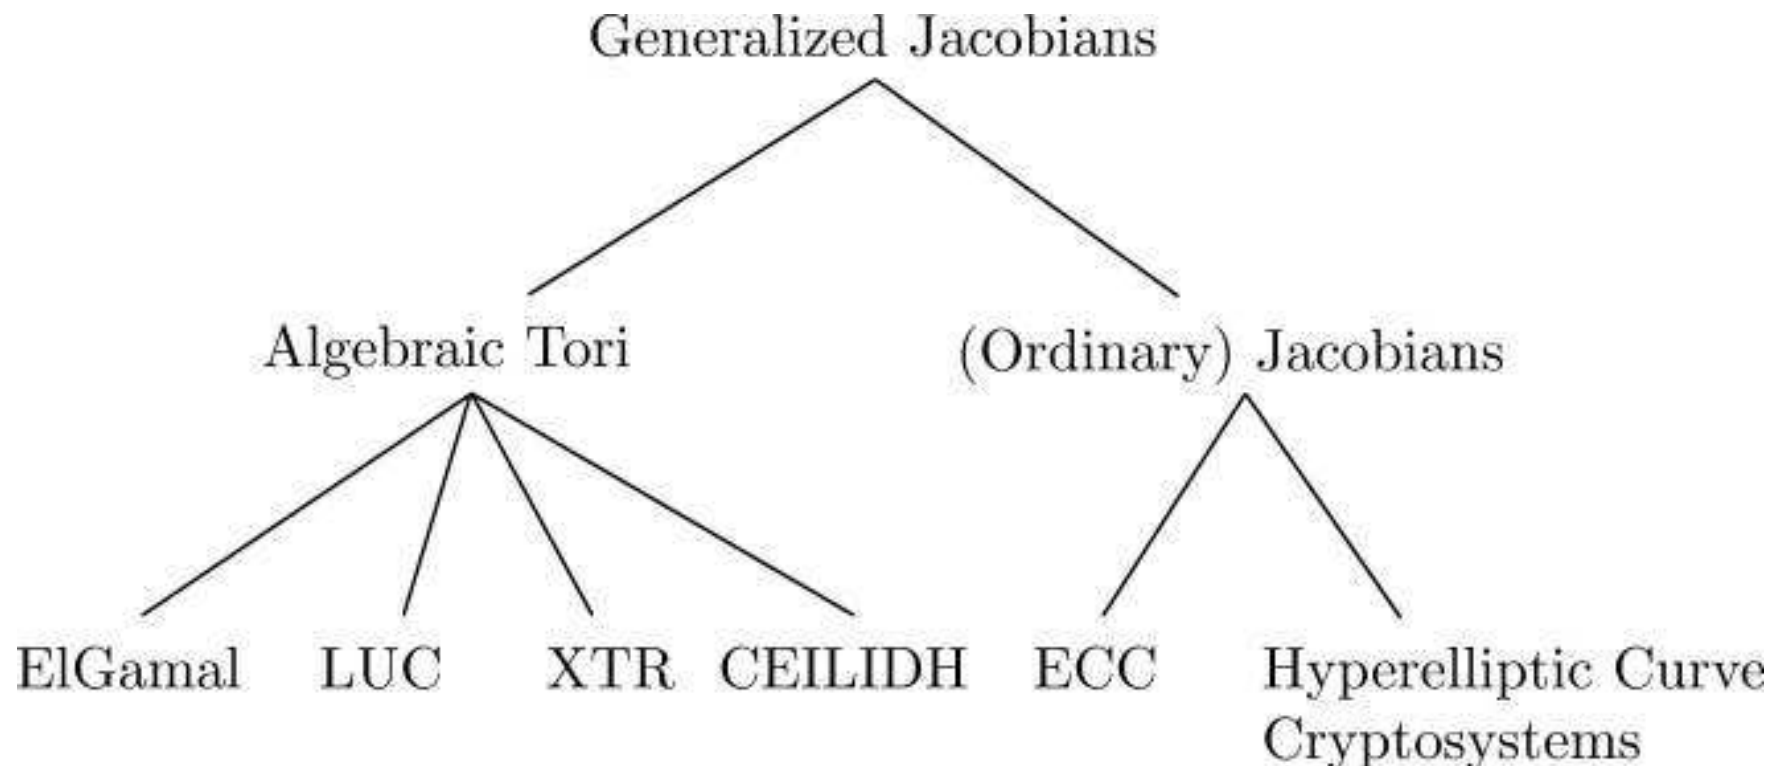 Generalized Jacobians
Algebraic Tori
(Ordinary) Jacobians
ElGamal
LUC
XTR
CEILIDH
ECC
Hyperelliptic Curve
Cryptosystems